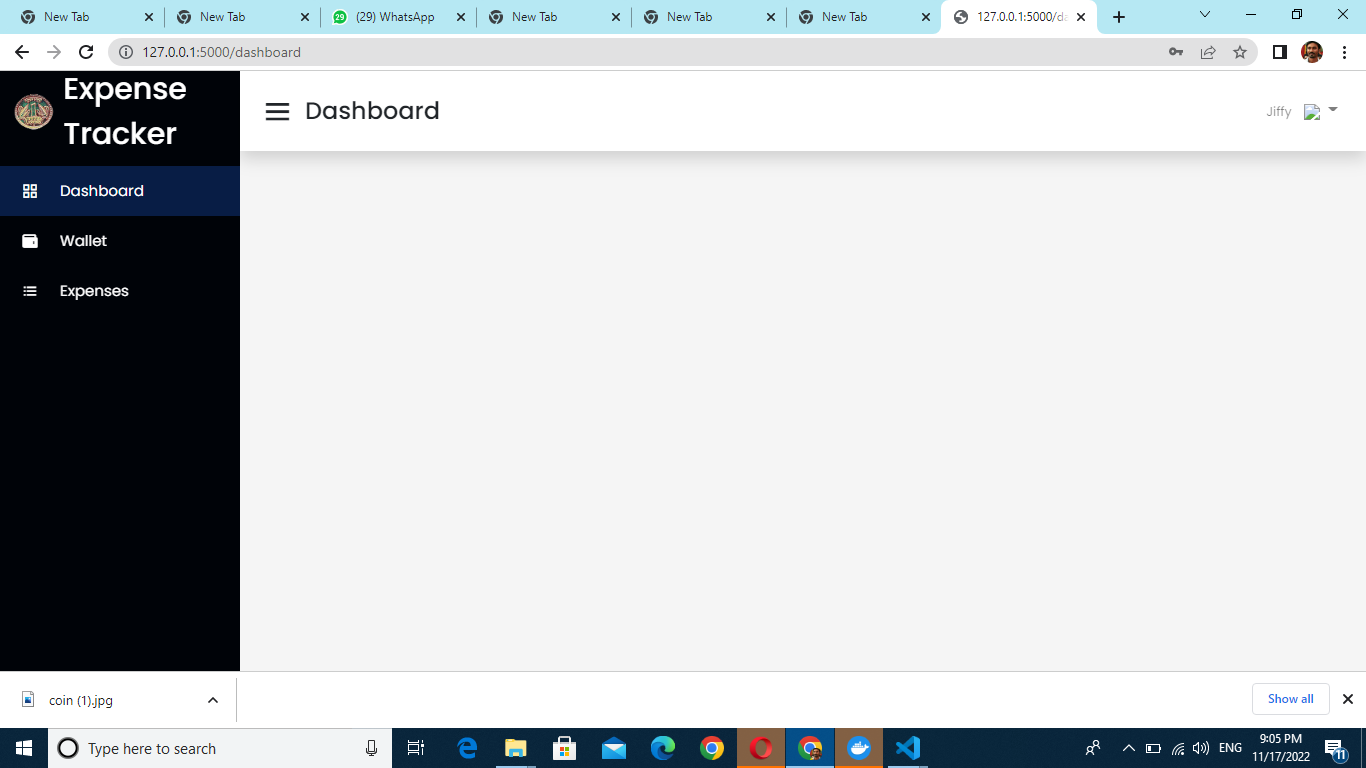 New Tab
New Tab
(29) WhatsApp
New Tab
New Tab
New Tab
127.0.0.1:5000/da
127.0.0.1:5000/dashboard
Expense
Tracker
Dashboard
Jiffy
Dashboard
Wallet
Expenses
coin (1).jpg
Show all
Type here to search
ENG
9:05 PM
11/17/2022
11